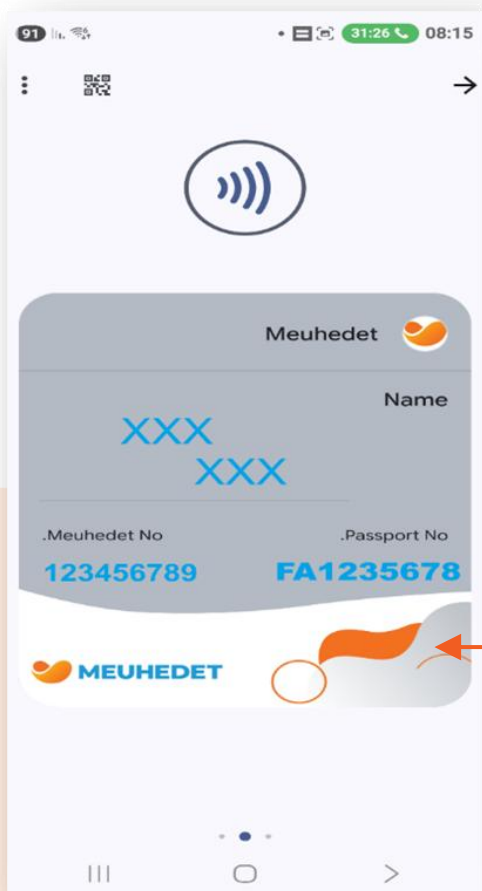 91 31:26 08:15
Meuhedet
Name
XXX
XXX
.Meuhedet No .Passport No
123456789 FA1235678
MEUHEDET